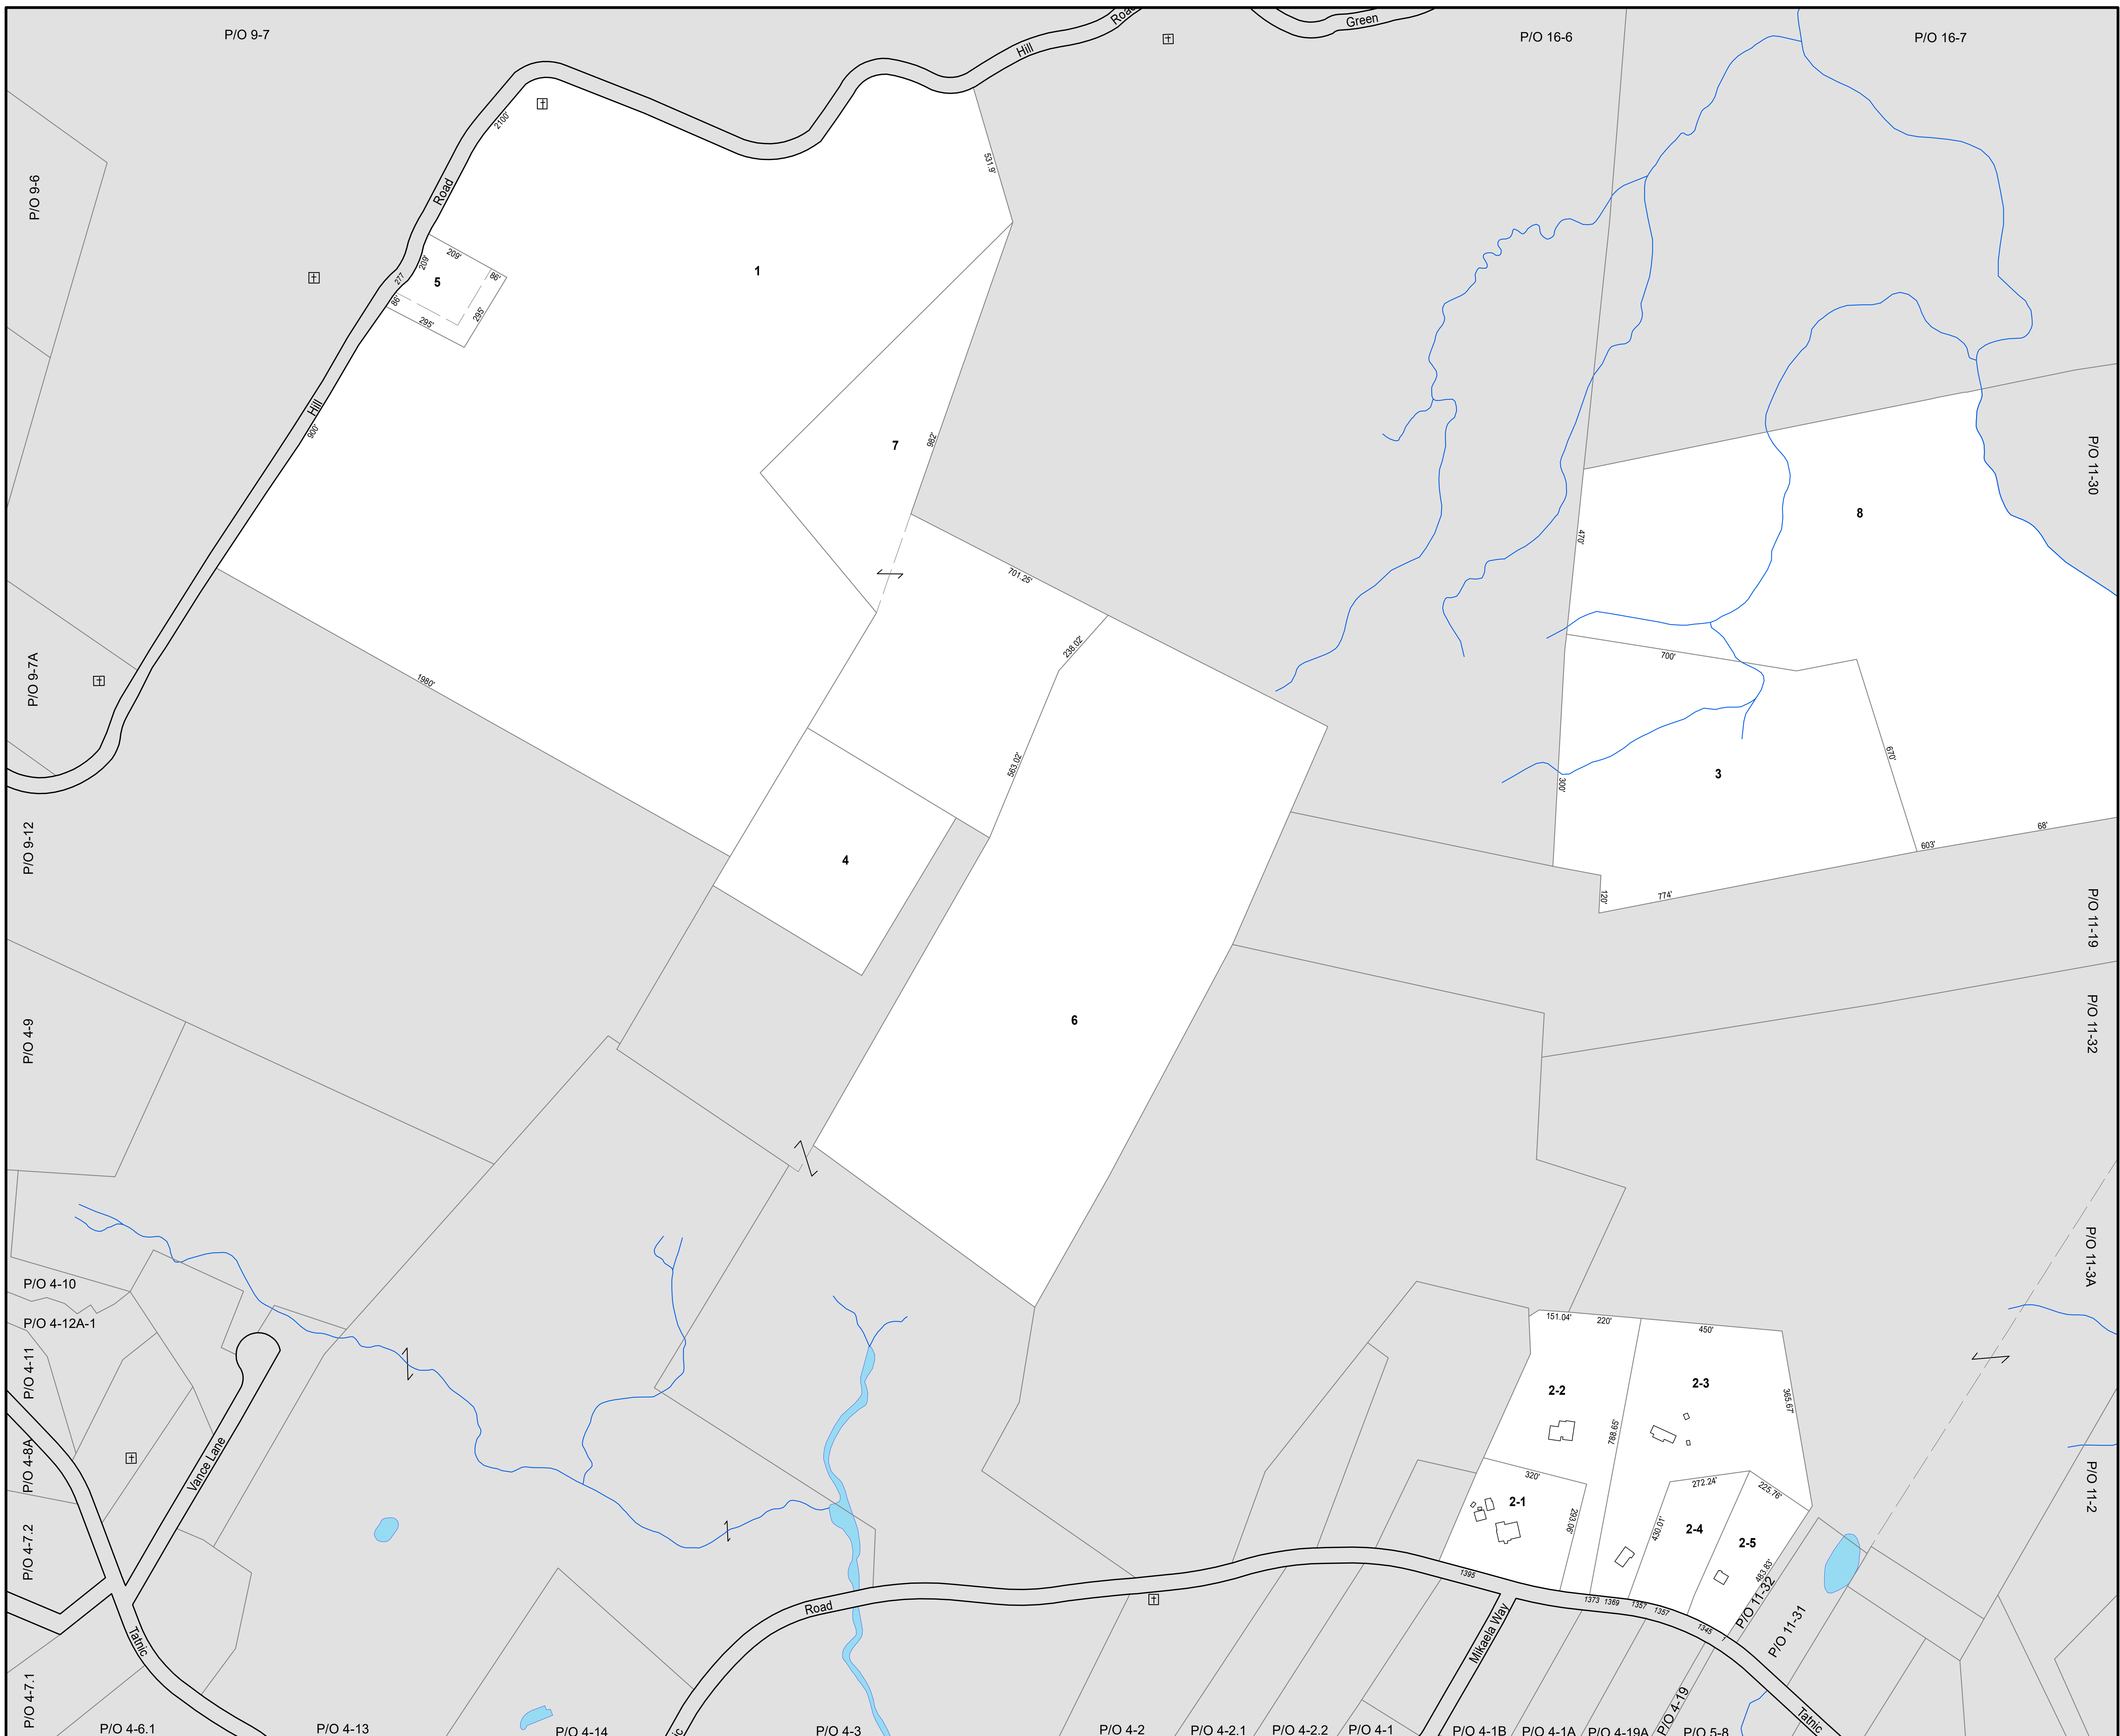 P/O 9-7
Road
Hill
Green
P/O 16-6
P/O 16-7
2100'
531.9'
P/O 9-6
Road
209'
209'
86'
277
5
1
86'
295'
295'
Hill
900'
7
982'
P/O 11-30
8
470'
701.25'
238.02'
700'
P/O 9-7A
1980'
563.02'
670'
300'
3
68'
603'
P/O 9-12
4
120'
774'
P/O 11-19
6
P/O 4-9
P/O 11-32
P/O 11-3A
P/O 4-10
P/O 4-12A-1
151.04'
220'
450'
P/O 4-11
2-2
2-3
365.67'
788.65'
Vance Lane
P/O 4-8A
320'
272.24'
225.76'
P/O 11-2
2-1
293.06'
430.01'
2-4
2-5
483.83'
P/O 4-7.2
1395
1373
1369
1357
1357
1345
P/O 11-32
P/O 11-31
Road
Mikaela Way
Tatnic
P/O 4-7.1
P/O 4-19
Tatnic
P/O 4-6.1
P/O 4-13
P/O 4-14
ic
P/O 4-3
P/O 4-2
P/O 4-2.1
P/O 4-2.2
P/O 4-1
P/O 4-1B
P/O 4-1A
P/O 4-19A
P/O 5-8